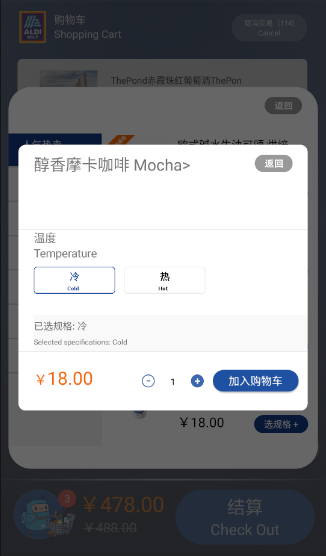 购物车
Shopping Cart
取消交易（114）
Cancel
ALDI
ThePond赤霞珠红葡萄酒ThePon
返回
醇香摩卡咖啡 Mocha>
返回
温度
Temperature
冷
Cold
热
Hot
已选规格: 冷
Selected specifications: Cold
￥18.00
1
加入购物车
￥18.00
选规格 +
3
￥478.00
￥488.00
结算
Check Out